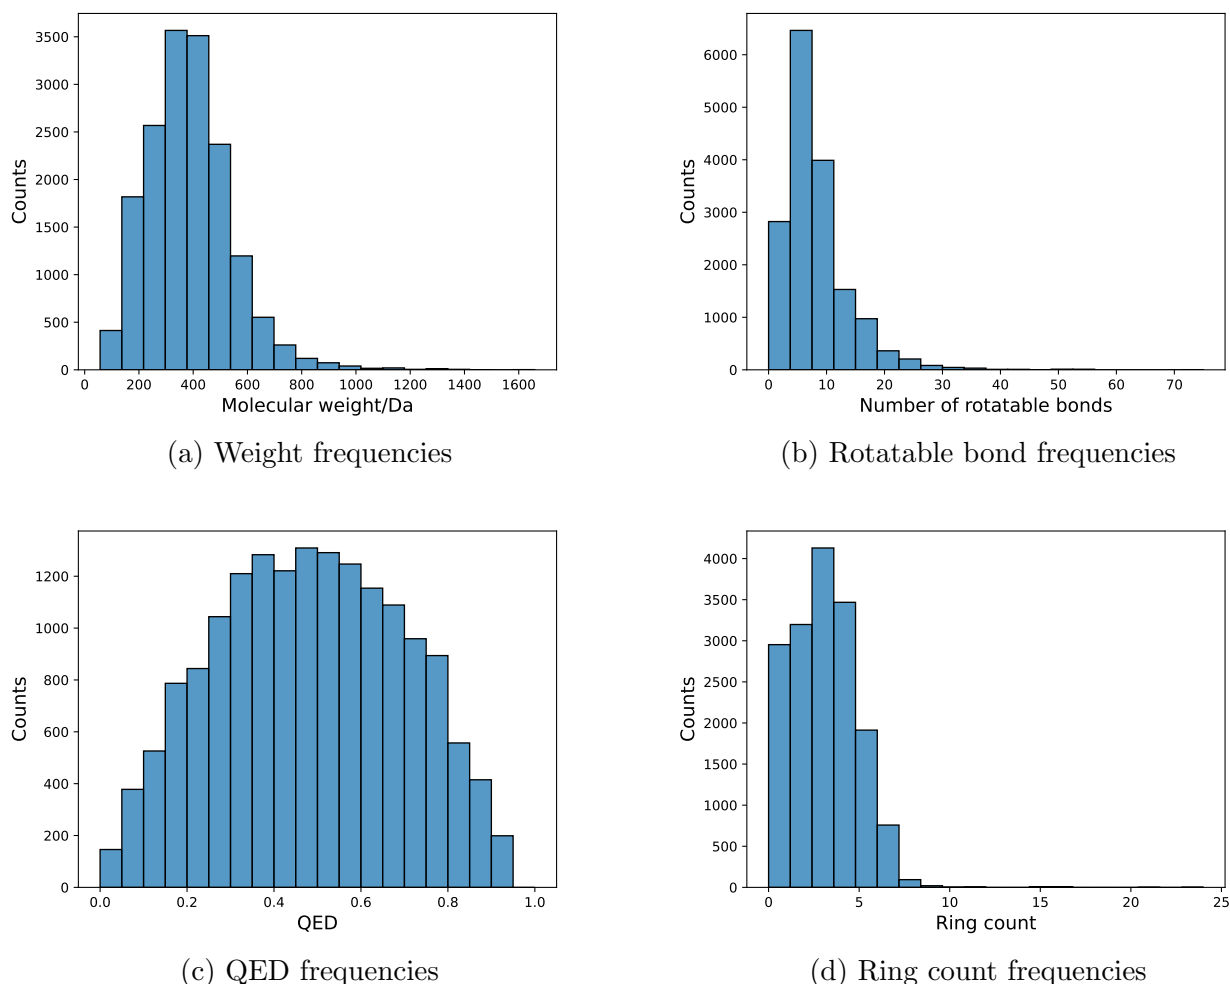 3500
3000
2500
2000
1500
1000
500
0
Counts
0 200 400 600 800 1000 1200 1400 1600
Molecular weight/Da
(a) Weight frequencies
6000
5000
4000
3000
2000
1000
0
Counts
0 10 20 30 40 50 60 70
Number of rotatable bonds
(b) Rotatable bond frequencies
1200
1000
800
600
400
200
0
Counts
0.0 0.2 0.4 0.6 0.8 1.0
QED
(c) QED frequencies
4000
3500
3000
2500
2000
1500
1000
500
0
Counts
0 5 10 15 20 25
Ring count
(d) Ring count frequencies